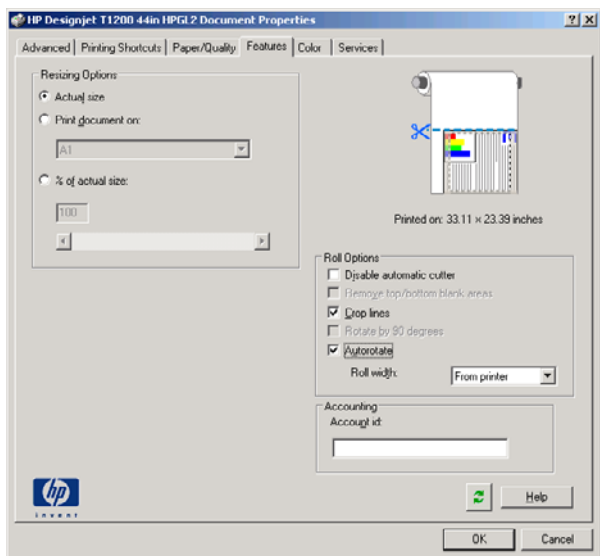 HP Designjet T1200 44in HPGL2 Document Properties
Advanced Printing Shortcuts Paper/Quality Features Color Services
Resizing Options
Actual size
Print document on:
A1
% of actual size:
100
Printed on: 33.11 × 23.39 inches
Roll Options
Disable automatic cutter
Remove top/bottom blank areas
Crop lines
Rotate by 90 degrees
Autorotate
Roll width: From printer
Accounting
Account id:
hp
invent
Help
OK Cancel